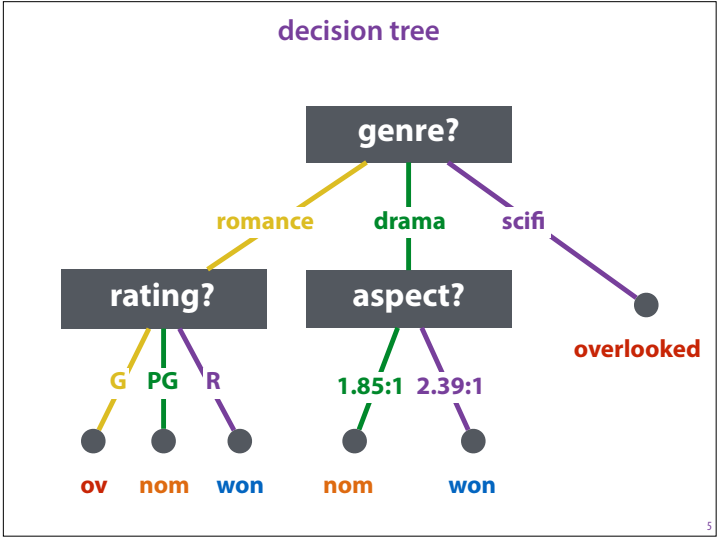 decision tree
genre?
romance drama scifi
rating? aspect?
overlooked
G PG R 1.85:1 2.39:1
ov nom won nom won
5